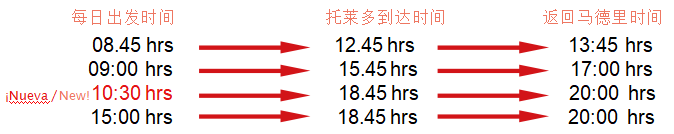 每日出发时间 托莱多到达时间 返回马德里时间
08.45 hrs 12.45 hrs 13:45 hrs
09:00 hrs 15.45 hrs 17:00 hrs
¡Nueva / New! 10:30 hrs 18.45 hrs 20:00 hrs
15:00 hrs 18.45 hrs 20:00 hrs